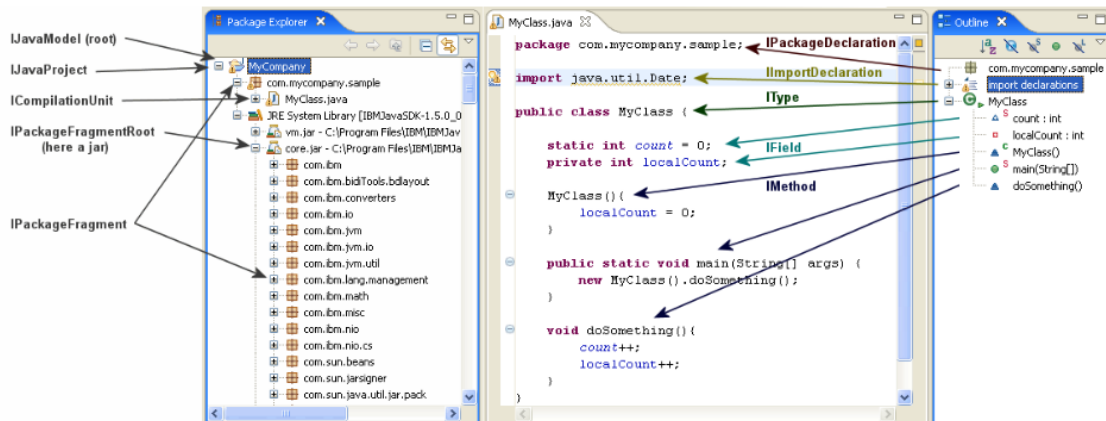 IJavaModel (root)
IJavaProject
ICompilationUnit
IPackageFragmentRoot
(here a jar)
IPackageFragment
Package Explorer
MyCompany
com.mycompany.sample
MyClass.java
JRE System Library [IBMJavaSDK-1.5.0_0
vm.jar - C:\Program Files\IBM\IBMJav
core.jar - C:\Program Files\IBM\IBMJa
com.ibm
com.ibm.bidiTools.bdlayout
com.ibm.converters
com.ibm.io
com.ibm.jvm
com.ibm.jvm.io
com.ibm.jvm.util
com.ibm.lang.management
com.ibm.math
com.ibm.misc
com.ibm.nio
com.ibm.nio.cs
com.sun.beans
com.sun.jarsigner
com.sun.java.util.jar.pack
MyClass.java
package com.mycompany.sample;
IPackageDeclaration
import java.util.Date;
IImportDeclaration
public class MyClass {
IType
static int count = 0;
private int localCount;
IField
MyClass(){
IMethod
localCount = 0;
}
public static void main(String[] args) {
new MyClass().doSomething();
}
void doSomething(){
count++;
localCount++;
}
}
Outline
com.mycompany.sample
import declarations
MyClass
count : int
localCount : int
MyClass()
main(String[])
doSomething()